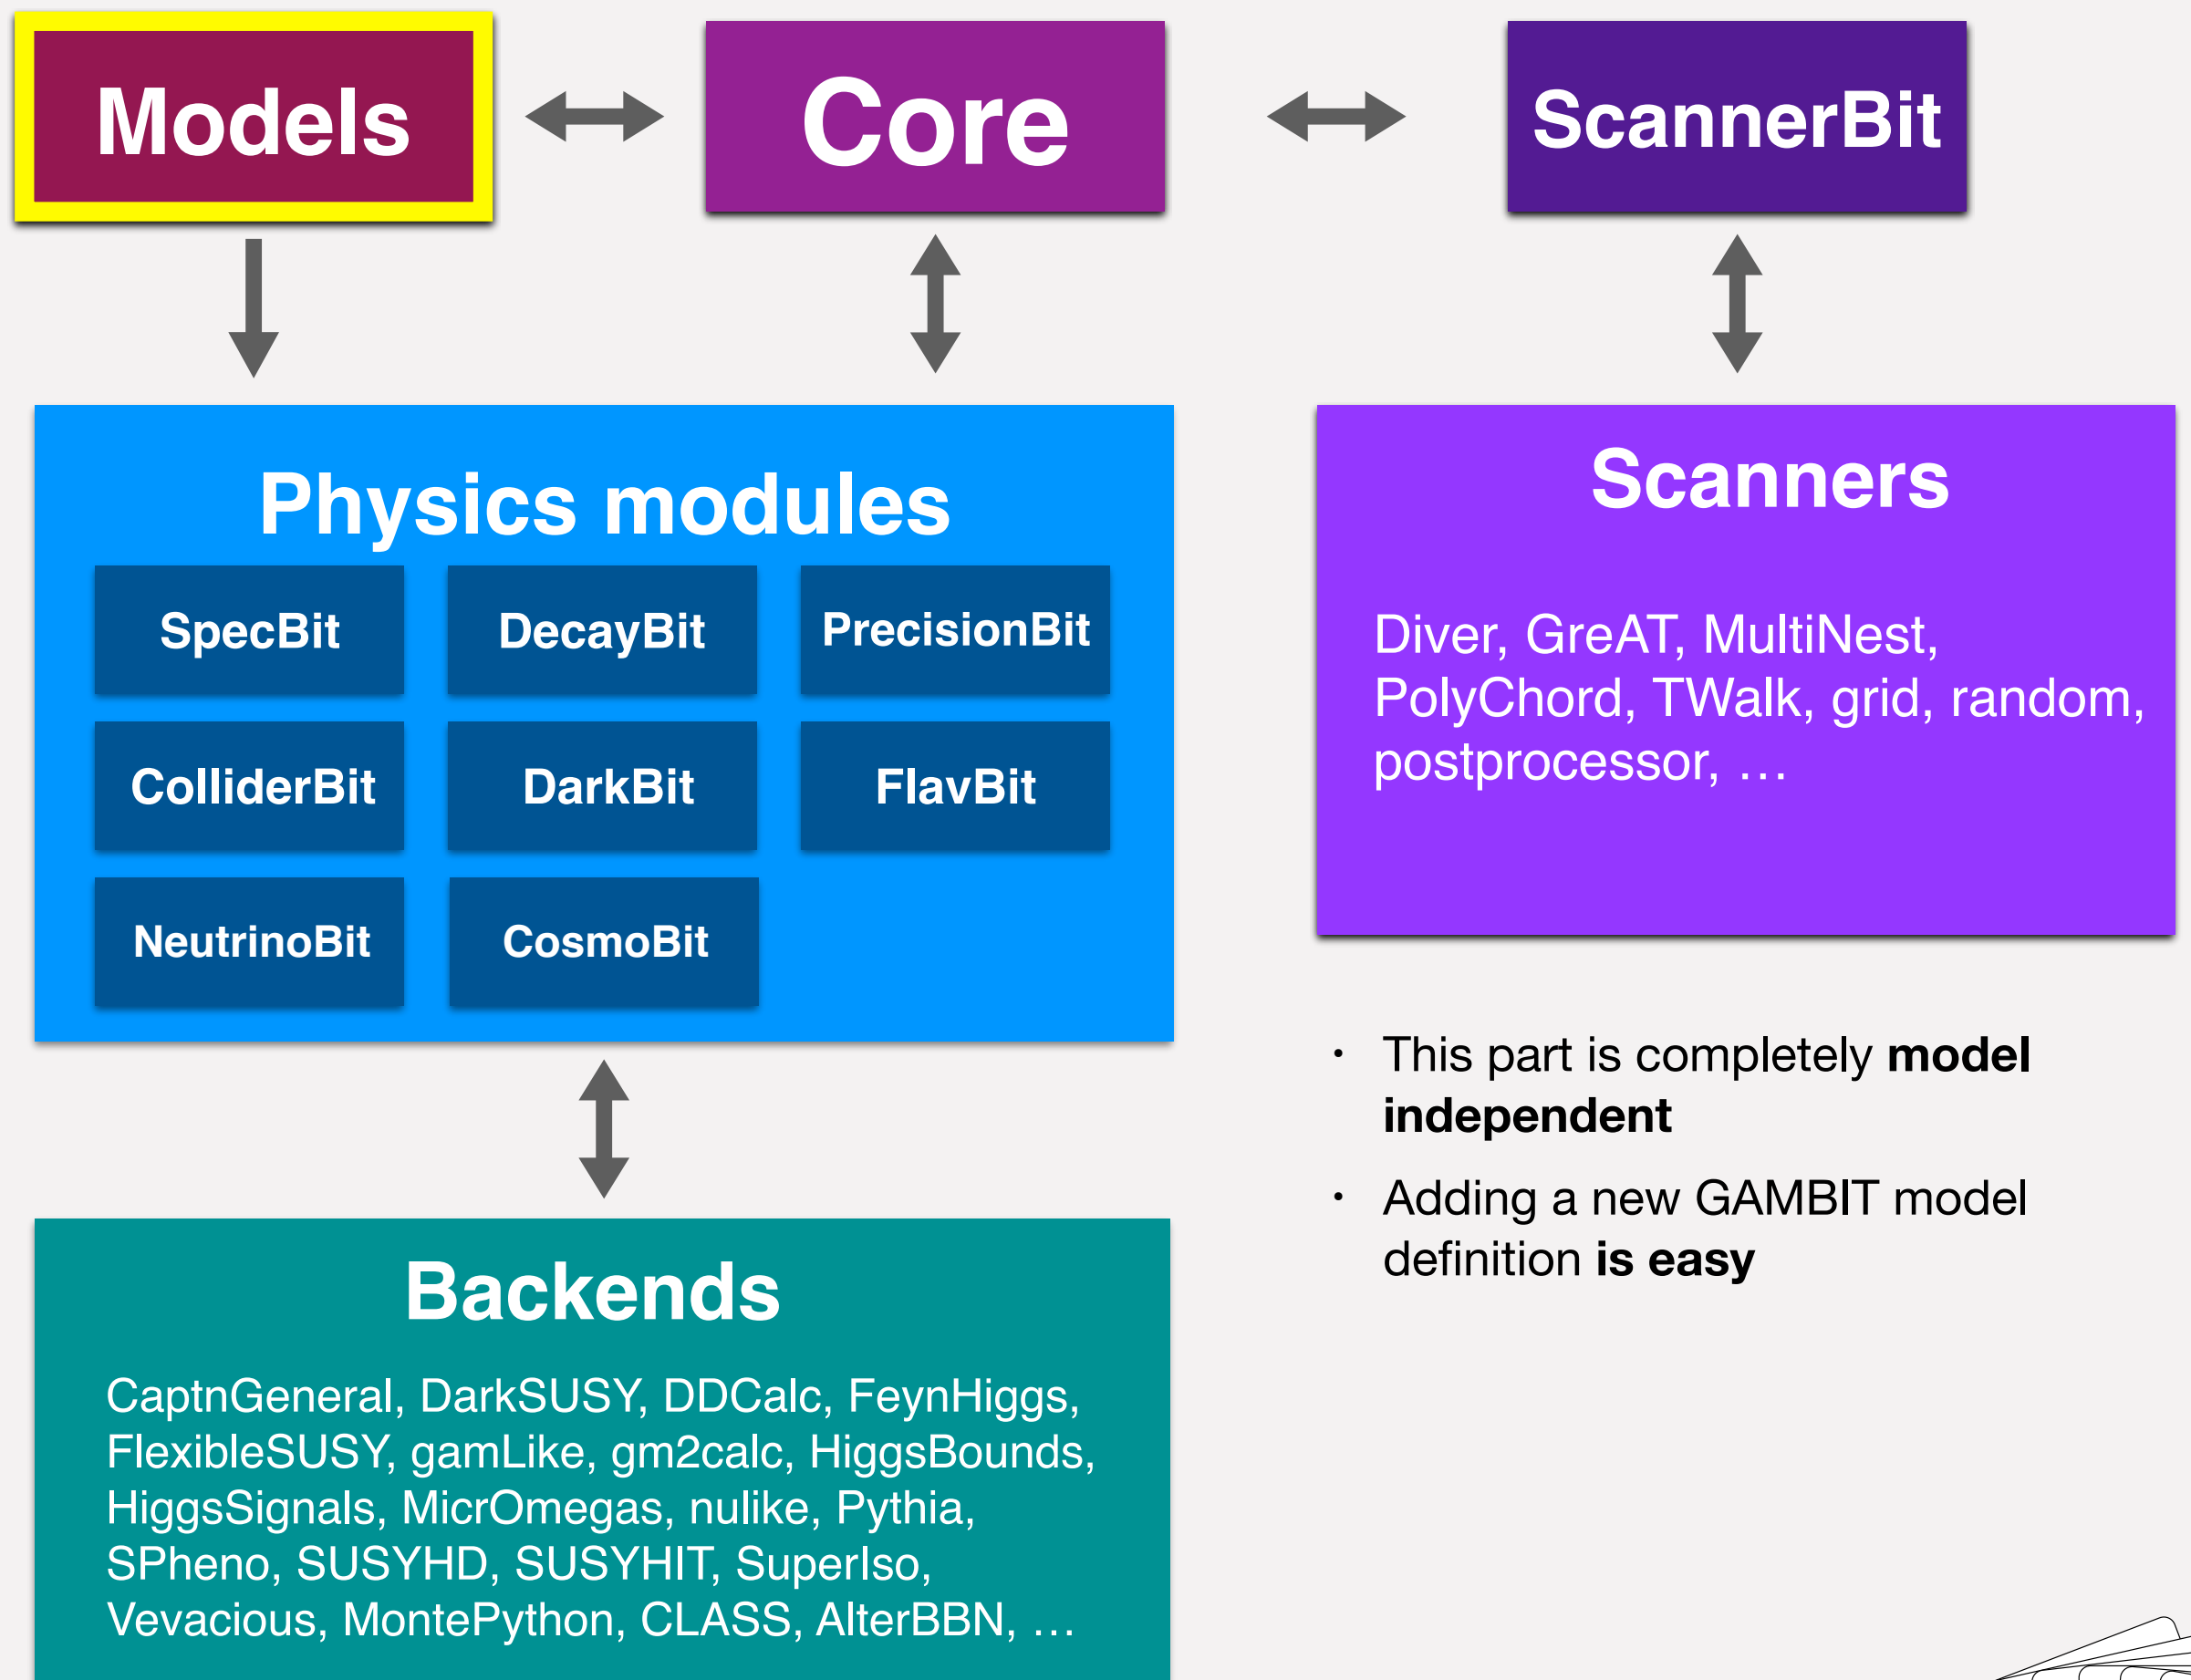 Models
Core
ScannerBit
Physics modules
SpecBit
DecayBit
PrecisionBit
ColliderBit
DarkBit
FlavBit
NeutrinoBit
CosmoBit
Scanners
Diver, GreAT, MultiNest,
PolyChord, TWalk, grid, random,
postprocessor, …
• This part is completely model
independent
• Adding a new GAMBIT model
definition is easy
Backends
CaptnGeneral, DarkSUSY, DDCalc, FeynHiggs,
FlexibleSUSY, gamLike, gm2calc, HiggsBounds,
HiggsSignals, MicrOmegas, nulike, Pythia,
SPheno, SUSYHD, SUSYHIT, SuperIso,
Vevacious, MontePython, CLASS, AlterBBN, …